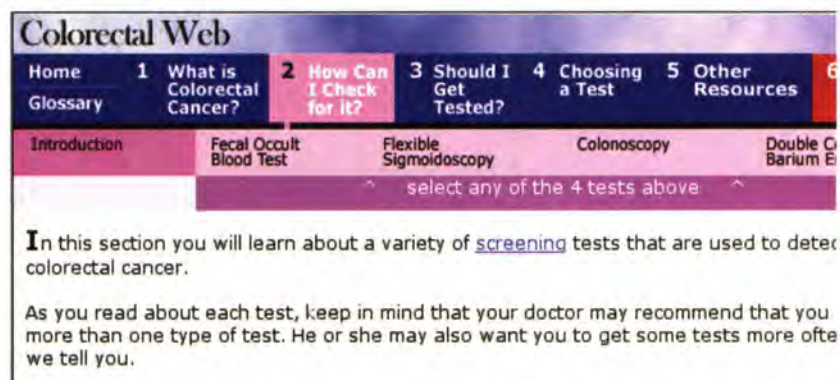 Colorectal Web
Home
Glossary
1 What is
Colorectal
Cancer?
2 How Can
I Check
for it?
3 Should I
Get
Tested?
4 Choosing
a Test
5 Other
Resources
6
Introduction
Fecal Occult
Blood Test
Flexible
Sigmoidoscopy
Colonoscopy
Double
Barium
^ select any of the 4 tests above ^
In this section you will learn about a variety of screening tests that are used to
colorectal cancer.
As you read about each test, keep in mind that your doctor may recommend that you
more than one type of test. He or she may also want you to get some tests more
we tell you.